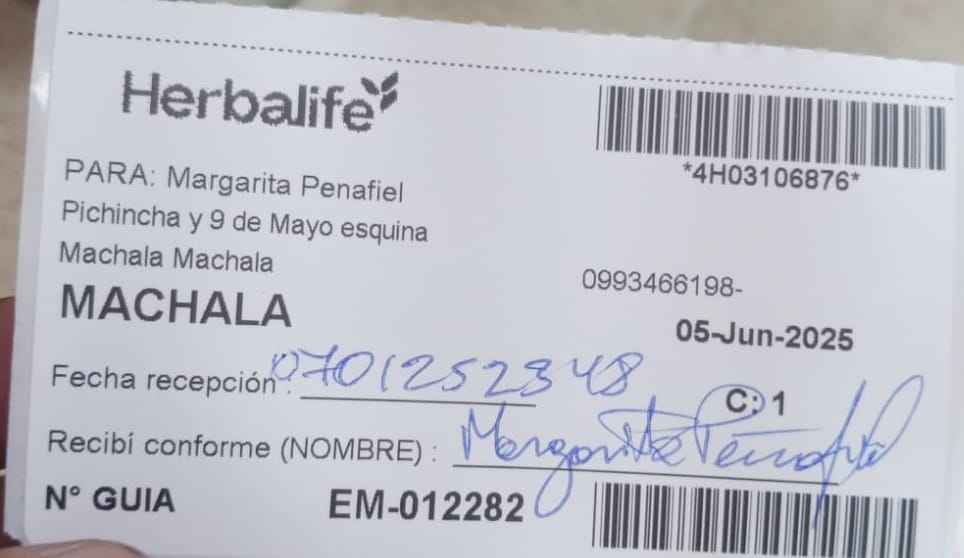 Herbalife
*4H03106876*
PARA: Margarita Penafiel
Pichincha y 9 de Mayo esquina
Machala Machala
0993466198-
MACHALA
05-Jun-2025
Fecha recepción : 0701252348
C: 1
Recibí conforme (NOMBRE) : Margarita Peñafiel
N° GUIA EM-012282